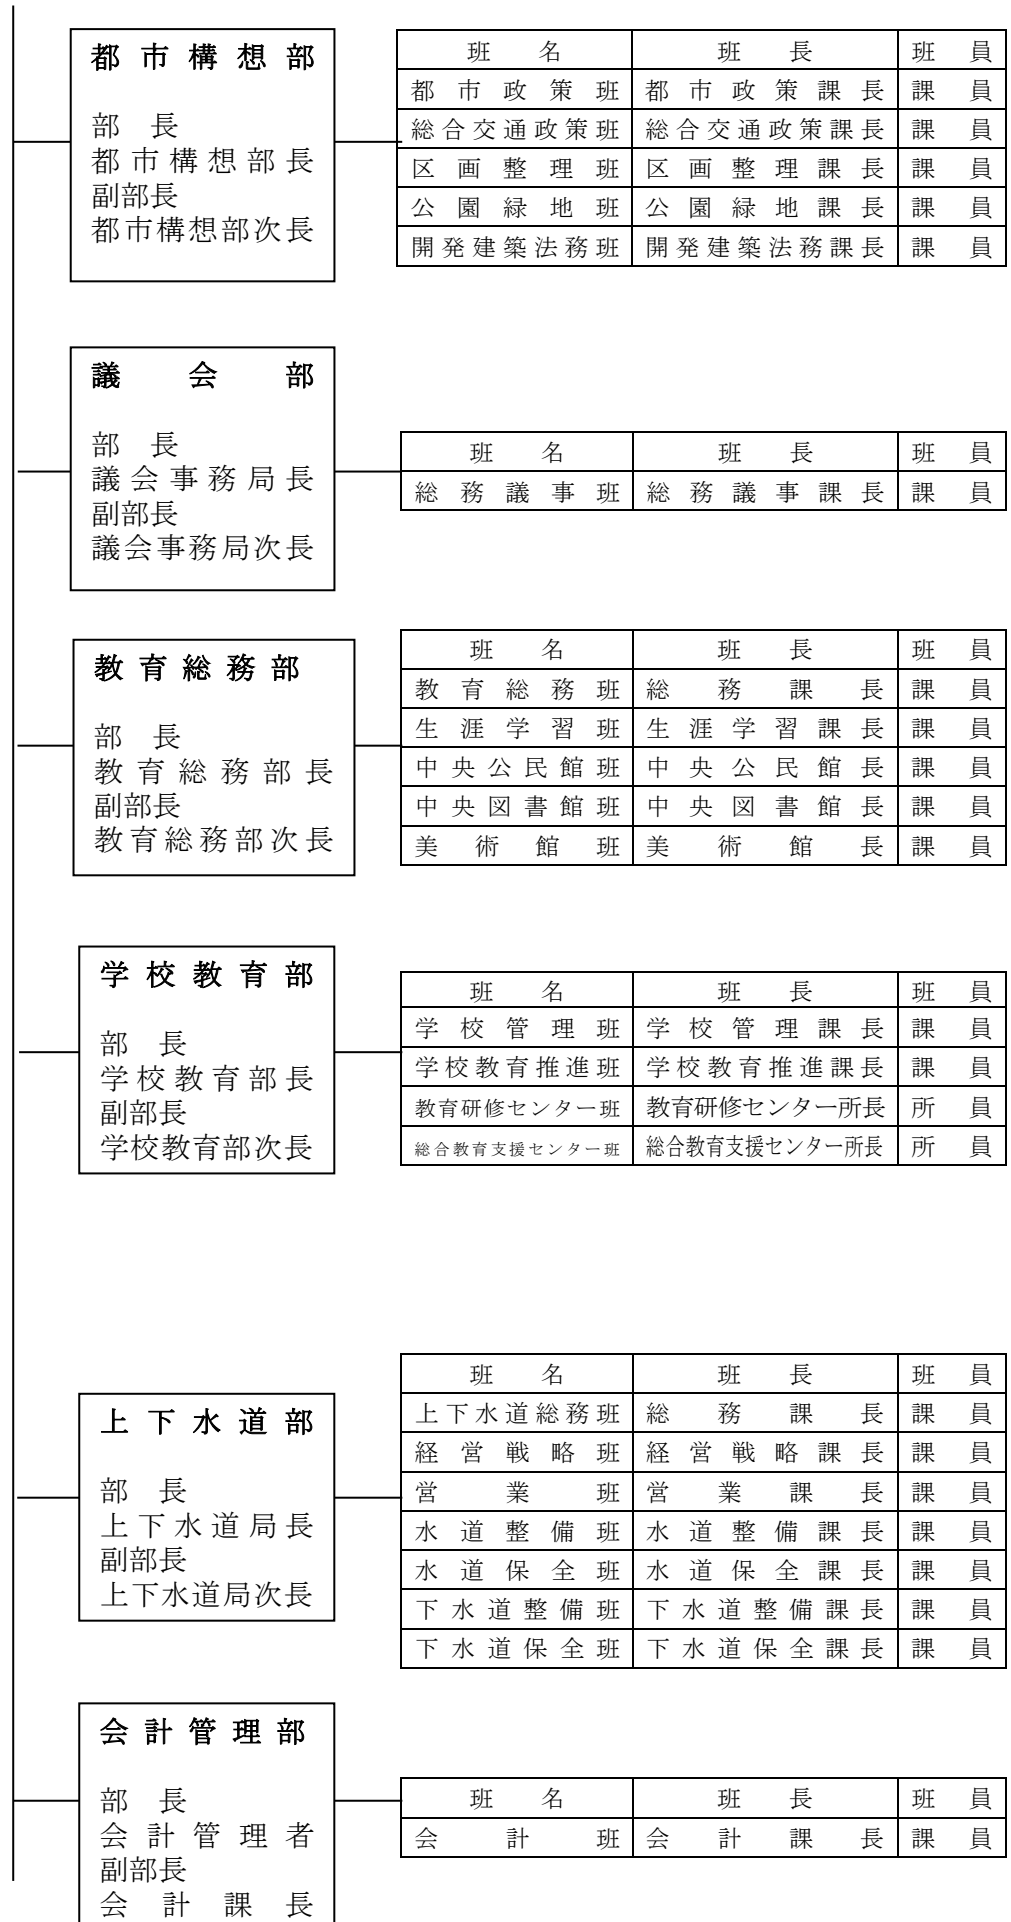 都市構想部
部 長
都市構想部長
副部長
都市構想部次長
班 名 班 長 班 員
都市政策班 都市政策課長 課員
総合交通政策班 総合交通政策課長 課員
区画整理班 区画整理課長 課員
公園緑地班 公園緑地課長 課員
開発建築法務班 開発建築法務課長 課員
議会部
部 長
議会事務局長
副部長
議会事務局次長
班 名 班 長 班 員
総務議事班 総務議事課長 課員
教育総務部
部 長
教育総務部長
副部長
教育総務部次長
班 名 班 長 班 員
教育総務班 総務課長 課員
生涯学習班 生涯学習課長 課員
中央公民館班 中央公民館長 課員
中央図書館班 中央図書館長 課員
美術館班 美術館長 課員
学校教育部
部 長
学校教育部長
副部長
学校教育部次長
班 名 班 長 班 員
学校管理班 学校管理課長 課員
学校教育推進班 学校教育推進課長 課員
教育研修センター班 教育研修センター所長 所員
総合教育支援センター班 総合教育支援センター所長 所員
上下水道部
部 長
上下水道局長
副部長
上下水道局次長
班 名 班 長 班 員
上下水道総務班 総務課長 課員
経営戦略班 経営戦略課長 課員
営業班 営業課長 課員
水道整備班 水道整備課長 課員
水道保全班 水道保全課長 課員
下水道整備班 下水道整備課長 課員
下水道保全班 下水道保全課長 課員
会計管理部
部 長
会計管理者
副部長
会計課長
班 名 班 長 班 員
会計班 会計課長 課員